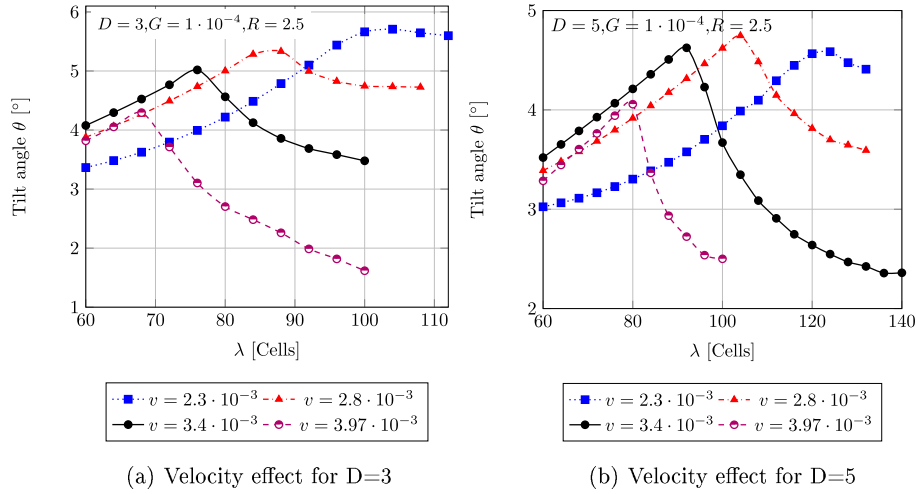 D = 3,G = 1 · 10⁻⁴,R = 2.5
6
5
4
3
2
1
Tilt angle θ [°]
60 70 80 90 100 110
λ [Cells]
v = 2.3 · 10⁻³ v = 2.8 · 10⁻³
v = 3.4 · 10⁻³ v = 3.97 · 10⁻³
(a) Velocity effect for D=3
D = 5,G = 1 · 10⁻⁴,R = 2.5
5
4
3
2
Tilt angle θ [°]
60 80 100 120 140
λ [Cells]
v = 2.3 · 10⁻³ v = 2.8 · 10⁻³
v = 3.4 · 10⁻³ v = 3.97 · 10⁻³
(b) Velocity effect for D=5